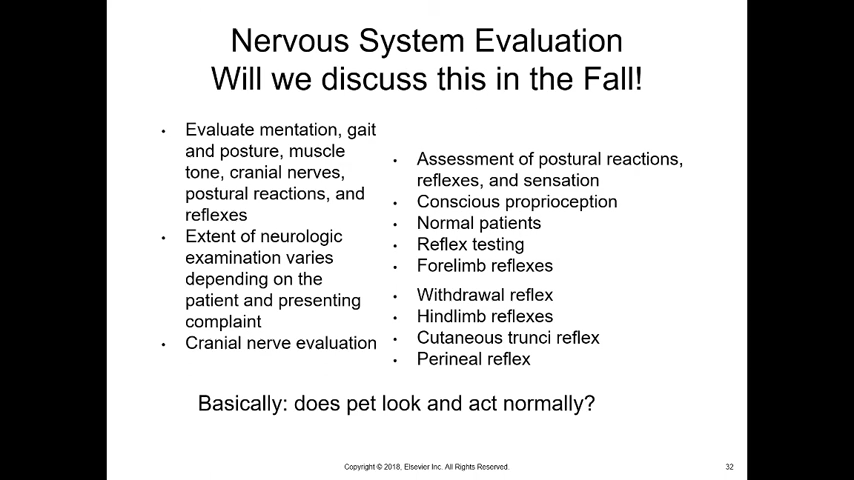 Nervous System Evaluation
Will we discuss this in the Fall!
• Evaluate mentation, gait
and posture, muscle
tone, cranial nerves,
postural reactions, and
reflexes
• Extent of neurologic
examination varies
depending on the
patient and presenting
complaint
• Cranial nerve evaluation
• Assessment of postural reactions,
reflexes, and sensation
• Conscious proprioception
• Normal patients
• Reflex testing
• Forelimb reflexes
• Withdrawal reflex
• Hindlimb reflexes
• Cutaneous trunci reflex
• Perineal reflex
Basically: does pet look and act normally?
Copyright © 2018, Elsevier Inc. All Rights Reserved.
32